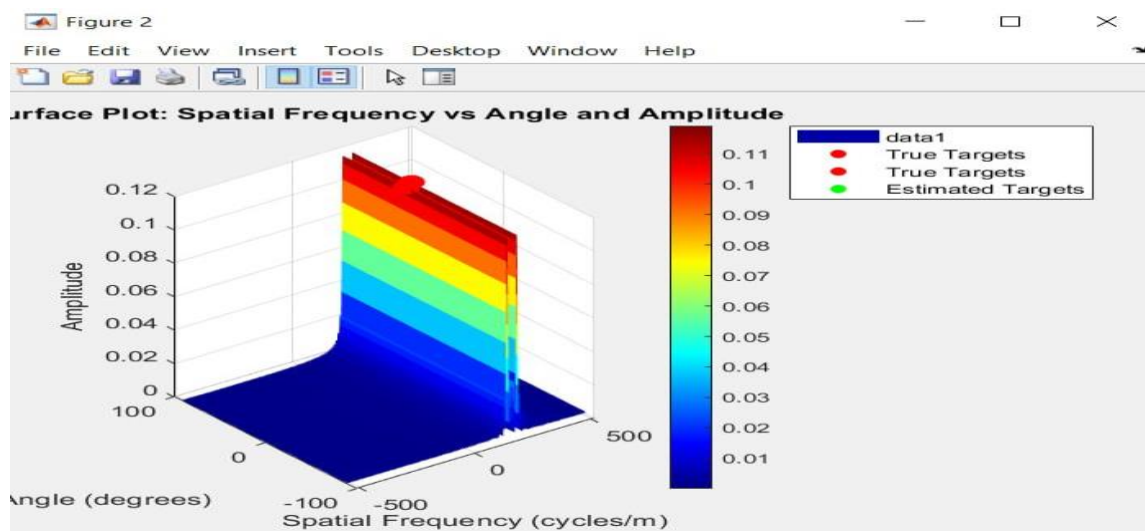 Figure 2
File Edit View Insert Tools Desktop Window Help
urface Plot: Spatial Frequency vs Angle and Amplitude
data1
True Targets
True Targets
Estimated Targets
0.12
0.1
0.08
0.06
0.04
0.02
0
Amplitude
100
0
-100
Angle (degrees)
-500
0
500
Spatial Frequency (cycles/m)
0.11
0.1
0.09
0.08
0.07
0.06
0.05
0.04
0.03
0.02
0.01